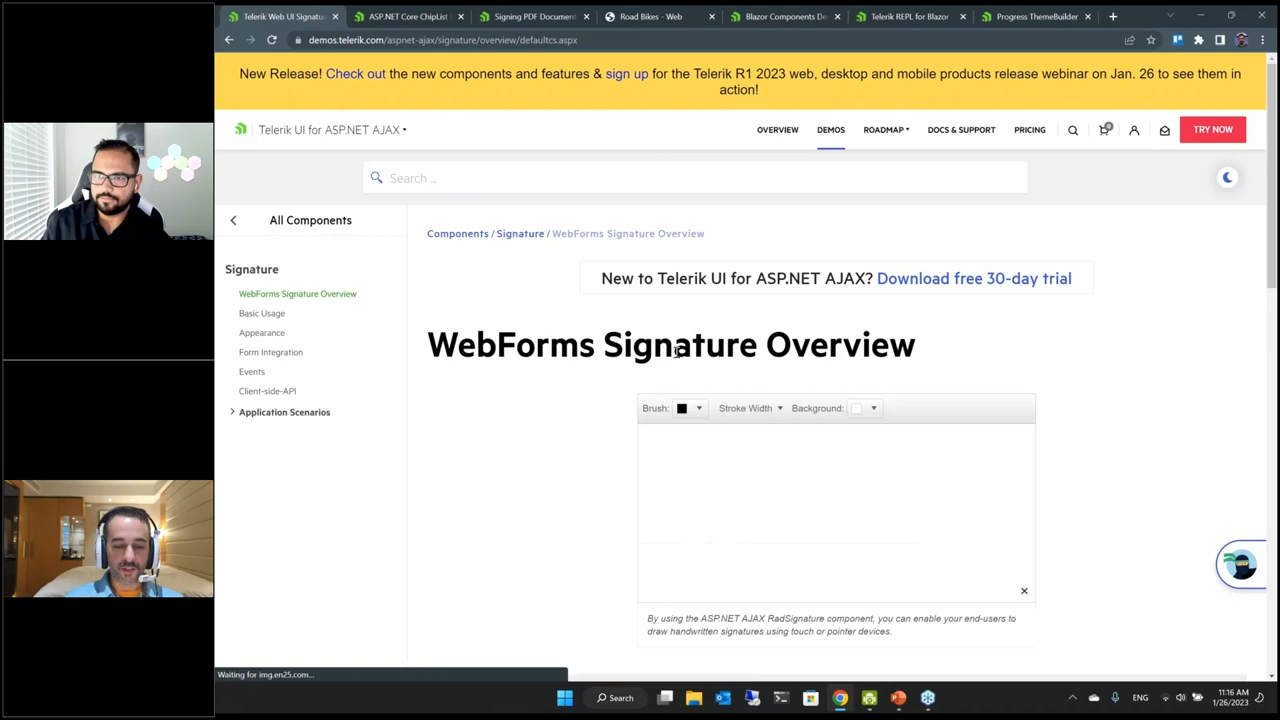 Telerik Web UI Signatu
ASP.NET Core ChipList
Signing PDF Document
Road Bikes - Web
Blazor Components De
Telerik REPL for Blazor
Progress ThemeBuilder
demos.telerik.com/aspnet-ajax/signature/overview/defaultcs.aspx
New Release! Check out the new components and features & sign up for the Telerik R1 2023 web, desktop and mobile products release webinar on Jan. 26 to see them in
action!
Telerik UI for ASP.NET AJAX
OVERVIEW
DEMOS
ROADMAP
DOCS & SUPPORT
PRICING
0
TRY NOW
Search ...
All Components
Signature
WebForms Signature Overview
Basic Usage
Appearance
Form Integration
Events
Client-side-API
Application Scenarios
Components / Signature / WebForms Signature Overview
New to Telerik UI for ASP.NET AJAX? Download free 30-day trial
WebForms Signature Overview
Brush:
Stroke Width
Background:
By using the ASP.NET AJAX RadSignature component, you can enable your end-users to
draw handwritten signatures using touch or pointer devices.
Waiting for img.en25.com...
Search
ENG
11:16 AM
1/26/2023